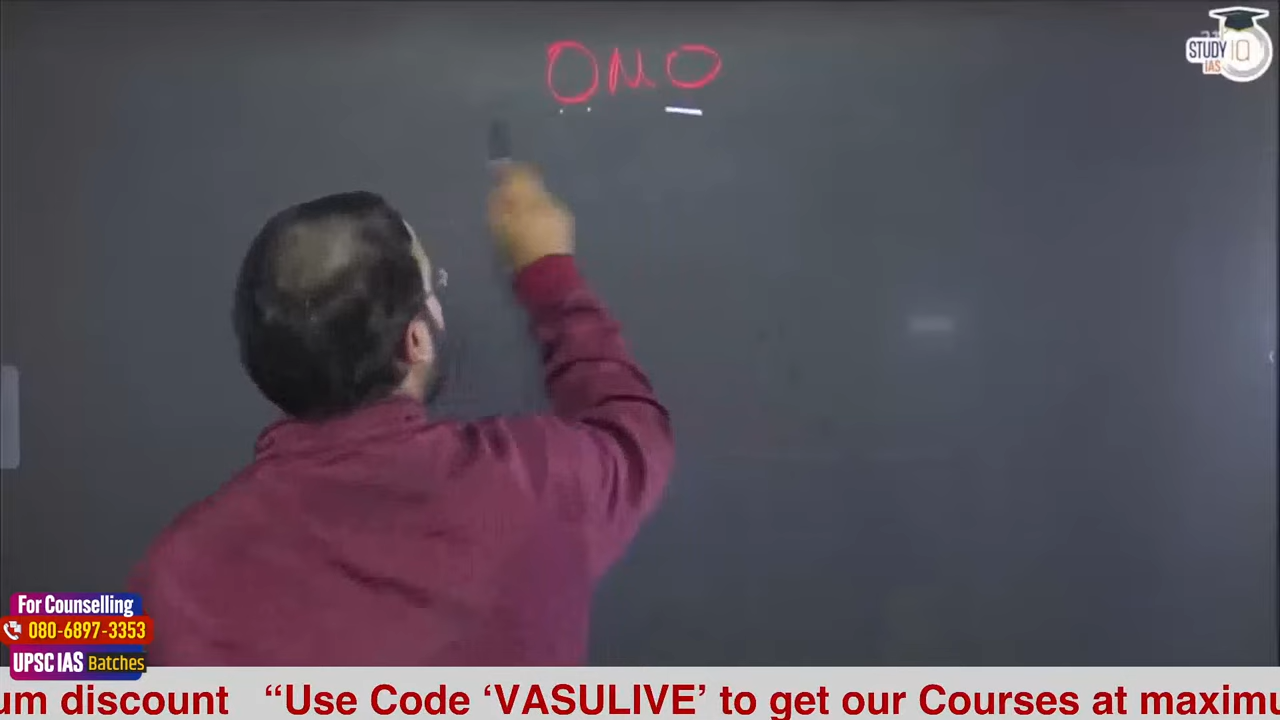 OMO
STUDY IQ
IAS
For Counselling
080-6897-3353
UPSC IAS Batches
um discount “Use Code ‘VASULIVE’ to get our Courses at maximu